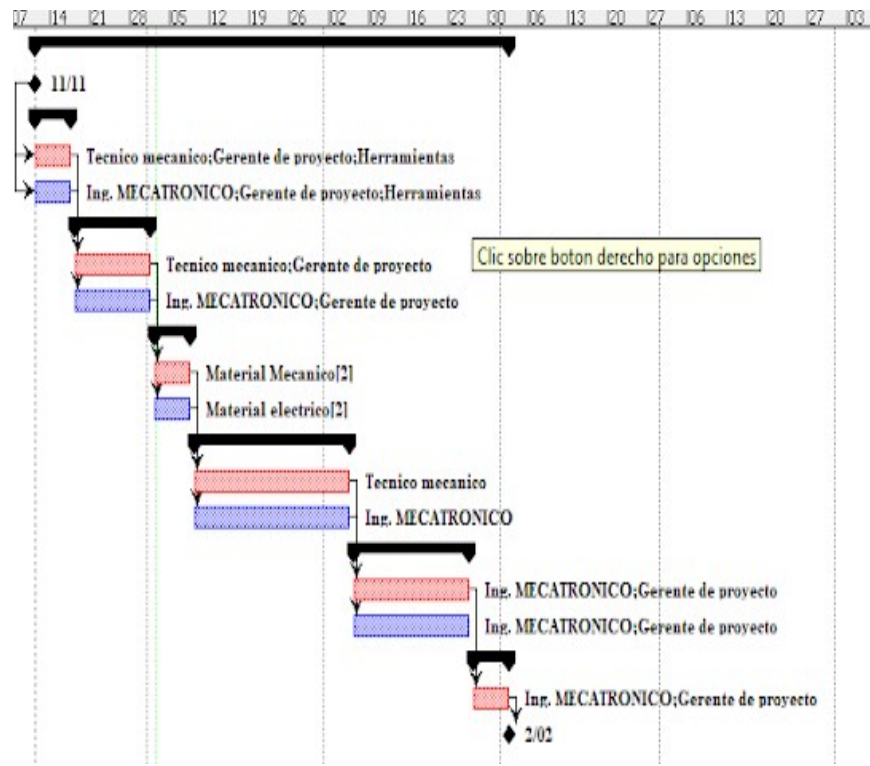 07 |14 |21 |28 |05 |12 |19 |26 |02 |09 |16 |23 |30 |06 |13 |20 |27 |06 |13 |20 |27 |03
11/11
Tecnico mecanico;Gerente de proyecto;Herramientas
Ing. MECATRONICO;Gerente de proyecto;Herramientas
Clic sobre boton derecho para opciones
Tecnico mecanico;Gerente de proyecto
Ing. MECATRONICO;Gerente de proyecto
Material Mecanico[2]
Material electrico[2]
Tecnico mecanico
Ing. MECATRONICO
Ing. MECATRONICO;Gerente de proyecto
Ing. MECATRONICO;Gerente de proyecto
Ing. MECATRONICO;Gerente de proyecto
2/02